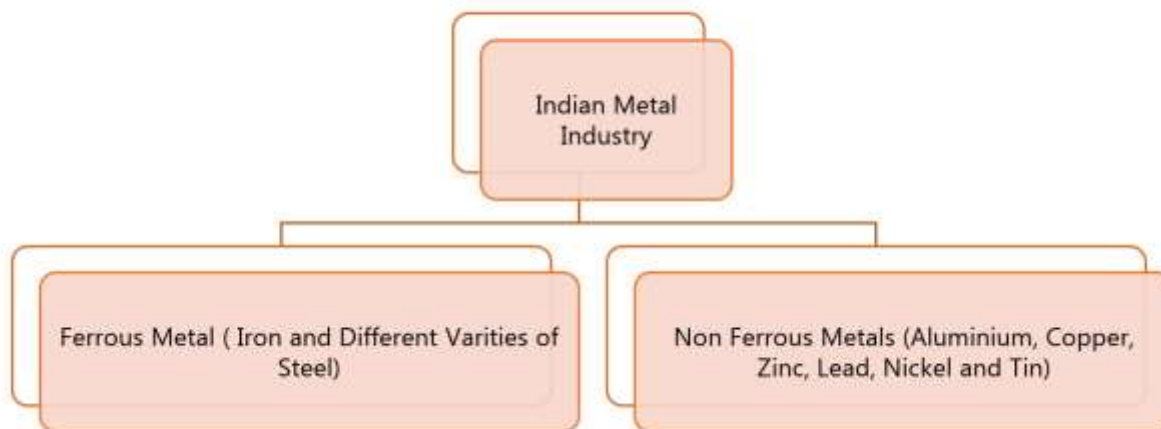 Indian Metal
Industry
Ferrous Metal ( Iron and Different Varities of
Steel)
Non Ferrous Metals (Aluminium, Copper,
Zinc, Lead, Nickel and Tin)